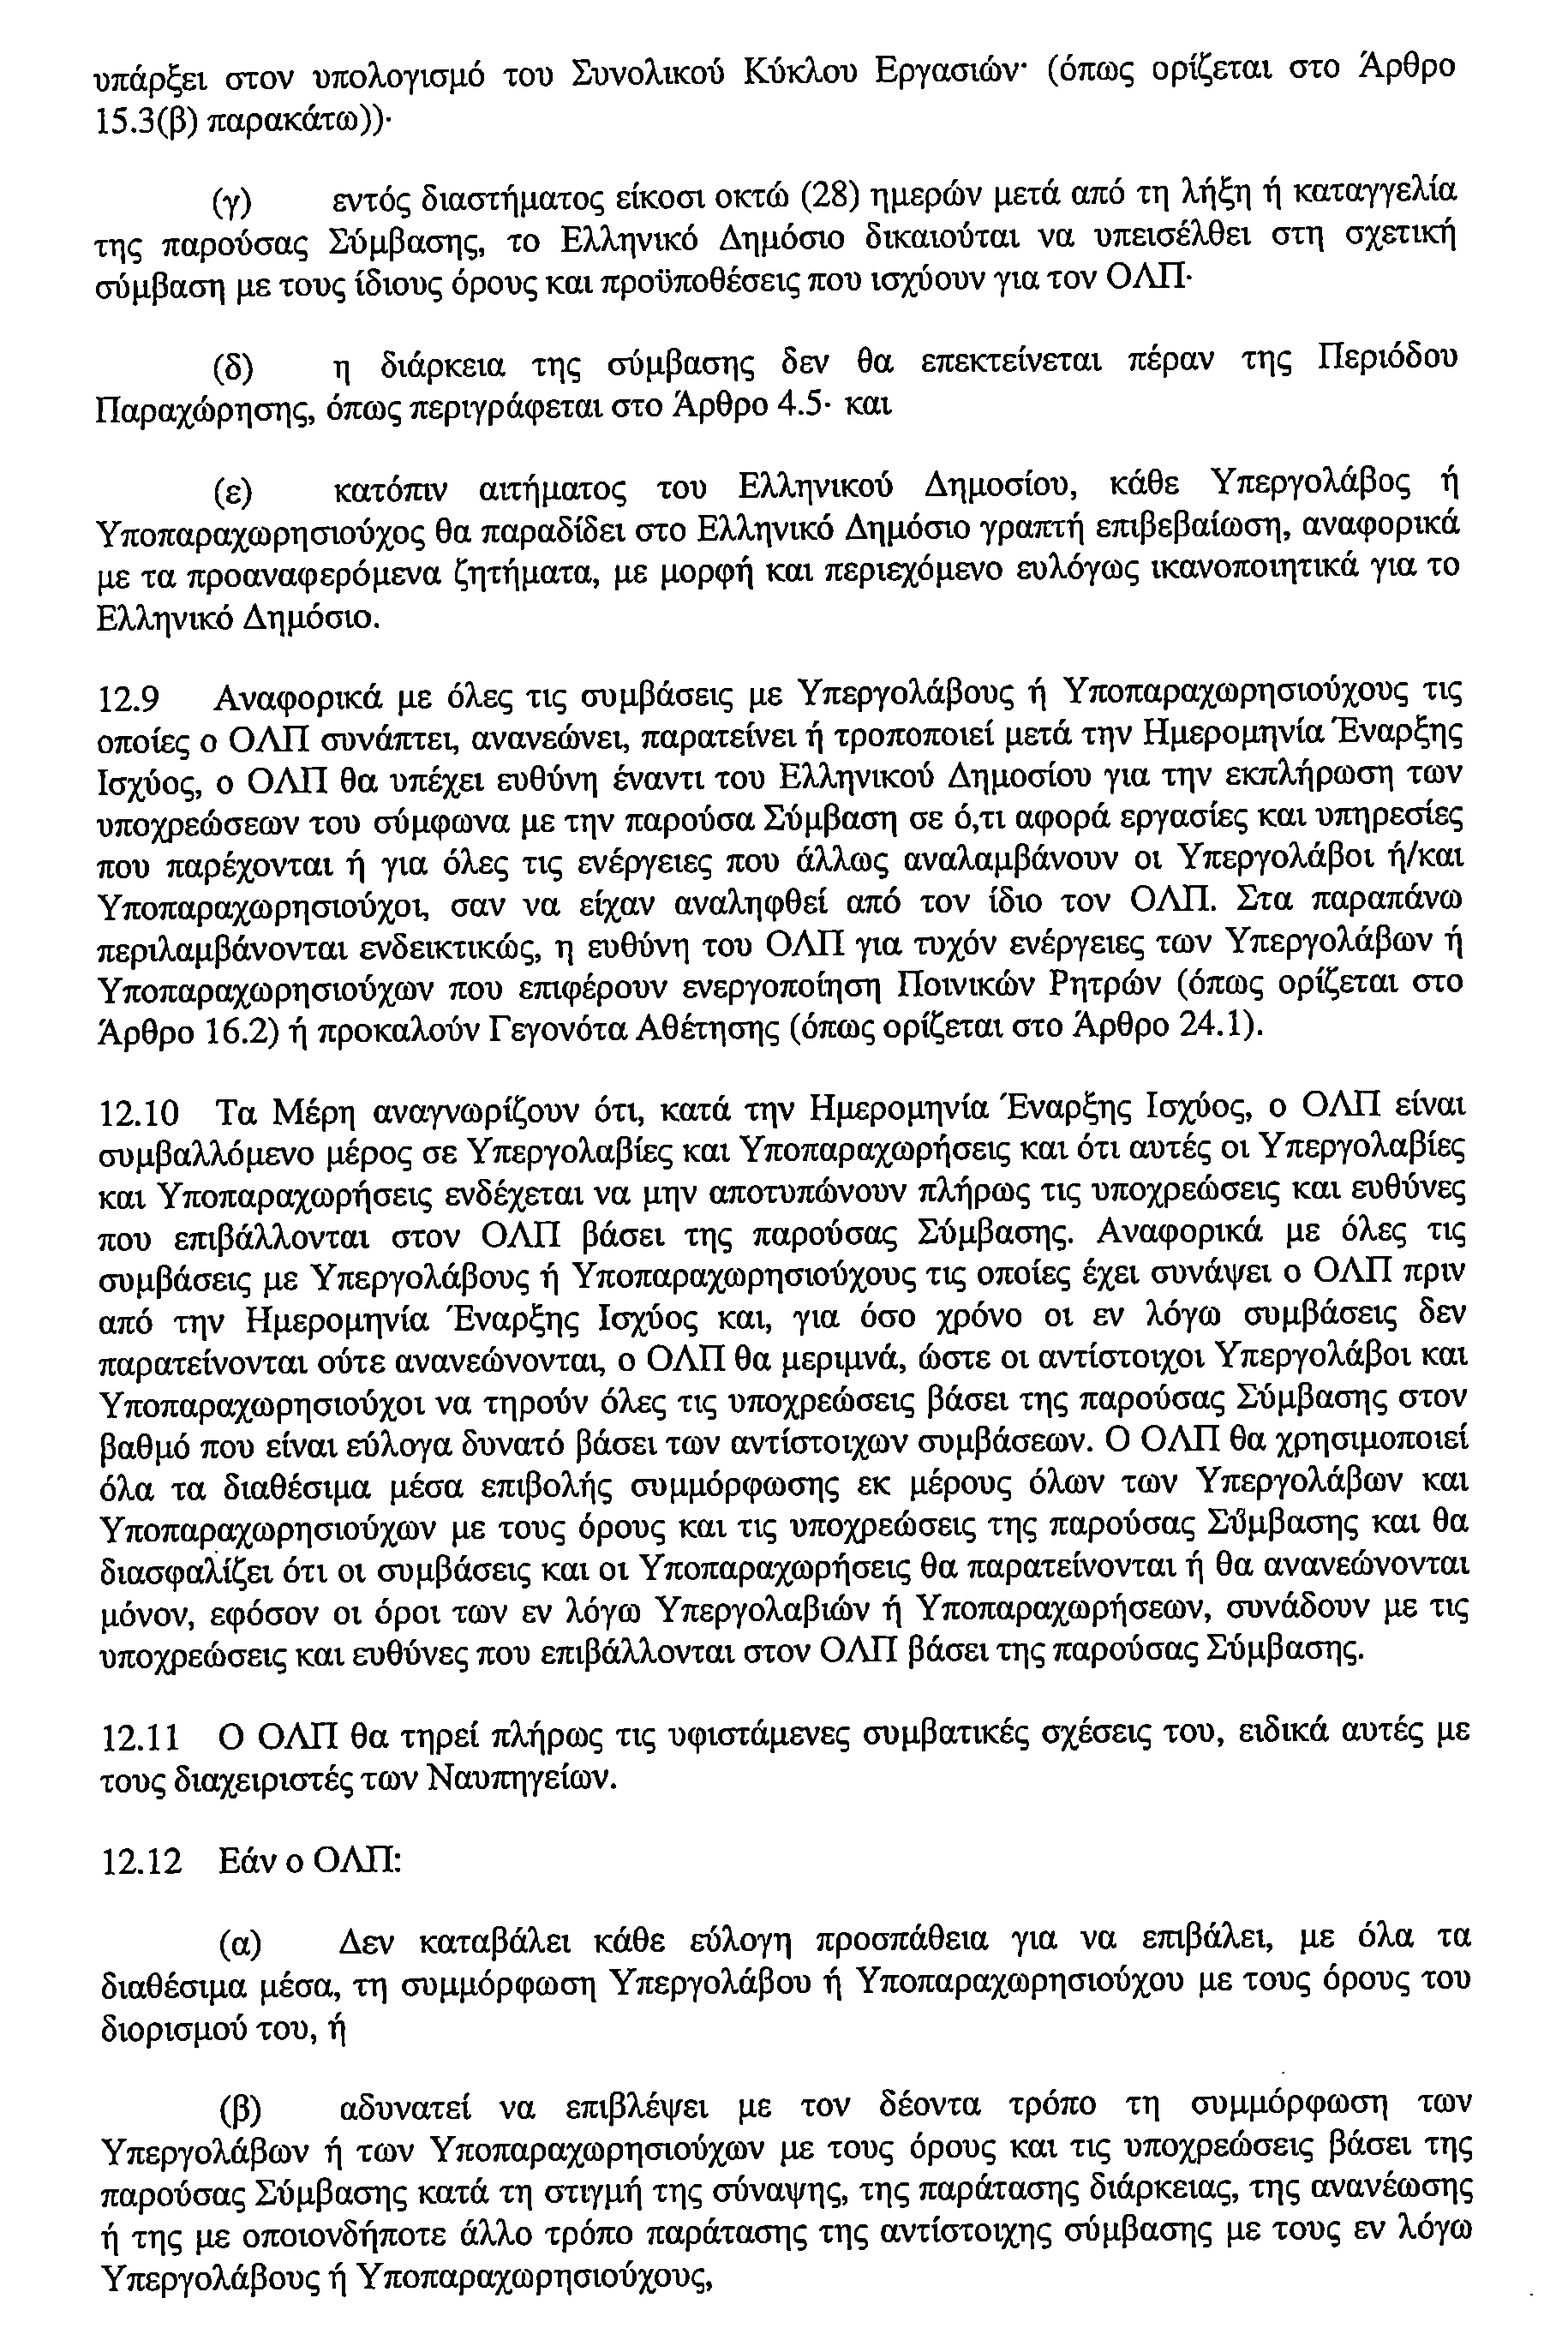 υπάρξει στον υπολογισμό του Συνολικού Κύκλου Εργασιών· (όπως ορίζεται στο Άρθρο
15.3(β) παρακάτω))·
(γ) εντός διαστήματος είκοσι οκτώ (28) ημερών μετά από τη λήξη ή καταγγελία
της παρούσας Σύμβασης, το Ελληνικό Δημόσιο δικαιούται να υπεισέλθει στη σχετική
σύμβαση με τους ίδιους όρους και προϋποθέσεις που ισχύουν για τον ΟΛΠ·
(δ) η διάρκεια της σύμβασης δεν θα επεκτείνεται πέραν της Περιόδου
Παραχώρησης, όπως περιγράφεται στο Άρθρο 4.5· και
(ε) κατόπιν αιτήματος του Ελληνικού Δημοσίου, κάθε Υπεργολάβος ή
Υποπαραχωρησιούχος θα παραδίδει στο Ελληνικό Δημόσιο γραπτή επιβεβαίωση, αναφορικά
με τα προαναφερόμενα ζητήματα, με μορφή και περιεχόμενο ευλόγως ικανοποιητικά για το
Ελληνικό Δημόσιο.
12.9 Αναφορικά με όλες τις συμβάσεις με Υπεργολάβους ή Υποπαραχωρησιούχους τις
οποίες ο ΟΛΠ συνάπτει, ανανεώνει, παρατείνει ή τροποποιεί μετά την Ημερομηνία Έναρξης
Ισχύος, ο ΟΛΠ θα υπέχει ευθύνη έναντι του Ελληνικού Δημοσίου για την εκπλήρωση των
υποχρεώσεων του σύμφωνα με την παρούσα Σύμβαση σε ό,τι αφορά εργασίες και υπηρεσίες
που παρέχονται ή για όλες τις ενέργειες που άλλως αναλαμβάνουν οι Υπεργολάβοι ή/και
Υποπαραχωρησιούχοι, σαν να είχαν αναληφθεί από τον ίδιο τον ΟΛΠ. Στα παραπάνω
περιλαμβάνονται ενδεικτικώς, η ευθύνη του ΟΛΠ για τυχόν ενέργειες των Υπεργολάβων ή
Υποπαραχωρησιούχων που επιφέρουν ενεργοποίηση Ποινικών Ρητρών (όπως ορίζεται στο
Άρθρο 16.2) ή προκαλούν Γεγονότα Αθέτησης (όπως ορίζεται στο Άρθρο 24.1).
12.10 Τα Μέρη αναγνωρίζουν ότι, κατά την Ημερομηνία Έναρξης Ισχύος, ο ΟΛΠ είναι
συμβαλλόμενο μέρος σε Υπεργολαβίες και Υποπαραχωρήσεις και ότι αυτές οι Υπεργολαβίες
και Υποπαραχωρήσεις ενδέχεται να μην αποτυπώνουν πλήρως τις υποχρεώσεις και ευθύνες
που επιβάλλονται στον ΟΛΠ βάσει της παρούσας Σύμβασης. Αναφορικά με όλες τις
συμβάσεις με Υπεργολάβους ή Υποπαραχωρησιούχους τις οποίες έχει συνάψει ο ΟΛΠ πριν
από την Ημερομηνία Έναρξης Ισχύος και, για όσο χρόνο οι εν λόγω συμβάσεις δεν
παρατείνονται ούτε ανανεώνονται, ο ΟΛΠ θα μεριμνά, ώστε οι αντίστοιχοι Υπεργολάβοι και
Υποπαραχωρησιούχοι να τηρούν όλες τις υποχρεώσεις βάσει της παρούσας Σύμβασης στον
βαθμό που είναι εύλογα δυνατό βάσει των αντίστοιχων συμβάσεων. Ο ΟΛΠ θα χρησιμοποιεί
όλα τα διαθέσιμα μέσα επιβολής συμμόρφωσης εκ μέρους όλων των Υπεργολάβων και
Υποπαραχωρησιούχων με τους όρους και τις υποχρεώσεις της παρούσας Σύμβασης και θα
διασφαλίζει ότι οι συμβάσεις και οι Υποπαραχωρήσεις θα παρατείνονται ή θα ανανεώνονται
μόνον, εφόσον οι όροι των εν λόγω Υπεργολαβιών ή Υποπαραχωρήσεων, συνάδουν με τις
υποχρεώσεις και ευθύνες που επιβάλλονται στον ΟΛΠ βάσει της παρούσας Σύμβασης.
12.11 Ο ΟΛΠ θα τηρεί πλήρως τις υφιστάμενες συμβατικές σχέσεις του, ειδικά αυτές με
τους διαχειριστές των Ναυπηγείων.
12.12 Εάν ο ΟΛΠ:
(α) Δεν καταβάλει κάθε εύλογη προσπάθεια για να επιβάλει, με όλα τα
διαθέσιμα μέσα, τη συμμόρφωση Υπεργολάβου ή Υποπαραχωρησιούχου με τους όρους του
διορισμού του, ή
(β) αδυνατεί να επιβλέψει με τον δέοντα τρόπο τη συμμόρφωση των
Υπεργολάβων ή των Υποπαραχωρησιούχων με τους όρους και τις υποχρεώσεις βάσει της
παρούσας Σύμβασης κατά τη στιγμή της σύναψης, της παράτασης διάρκειας, της ανανέωσης
ή της με οποιονδήποτε άλλο τρόπο παράτασης της αντίστοιχης σύμβασης με τους εν λόγω
Υπεργολάβους ή Υποπαραχωρησιούχους,